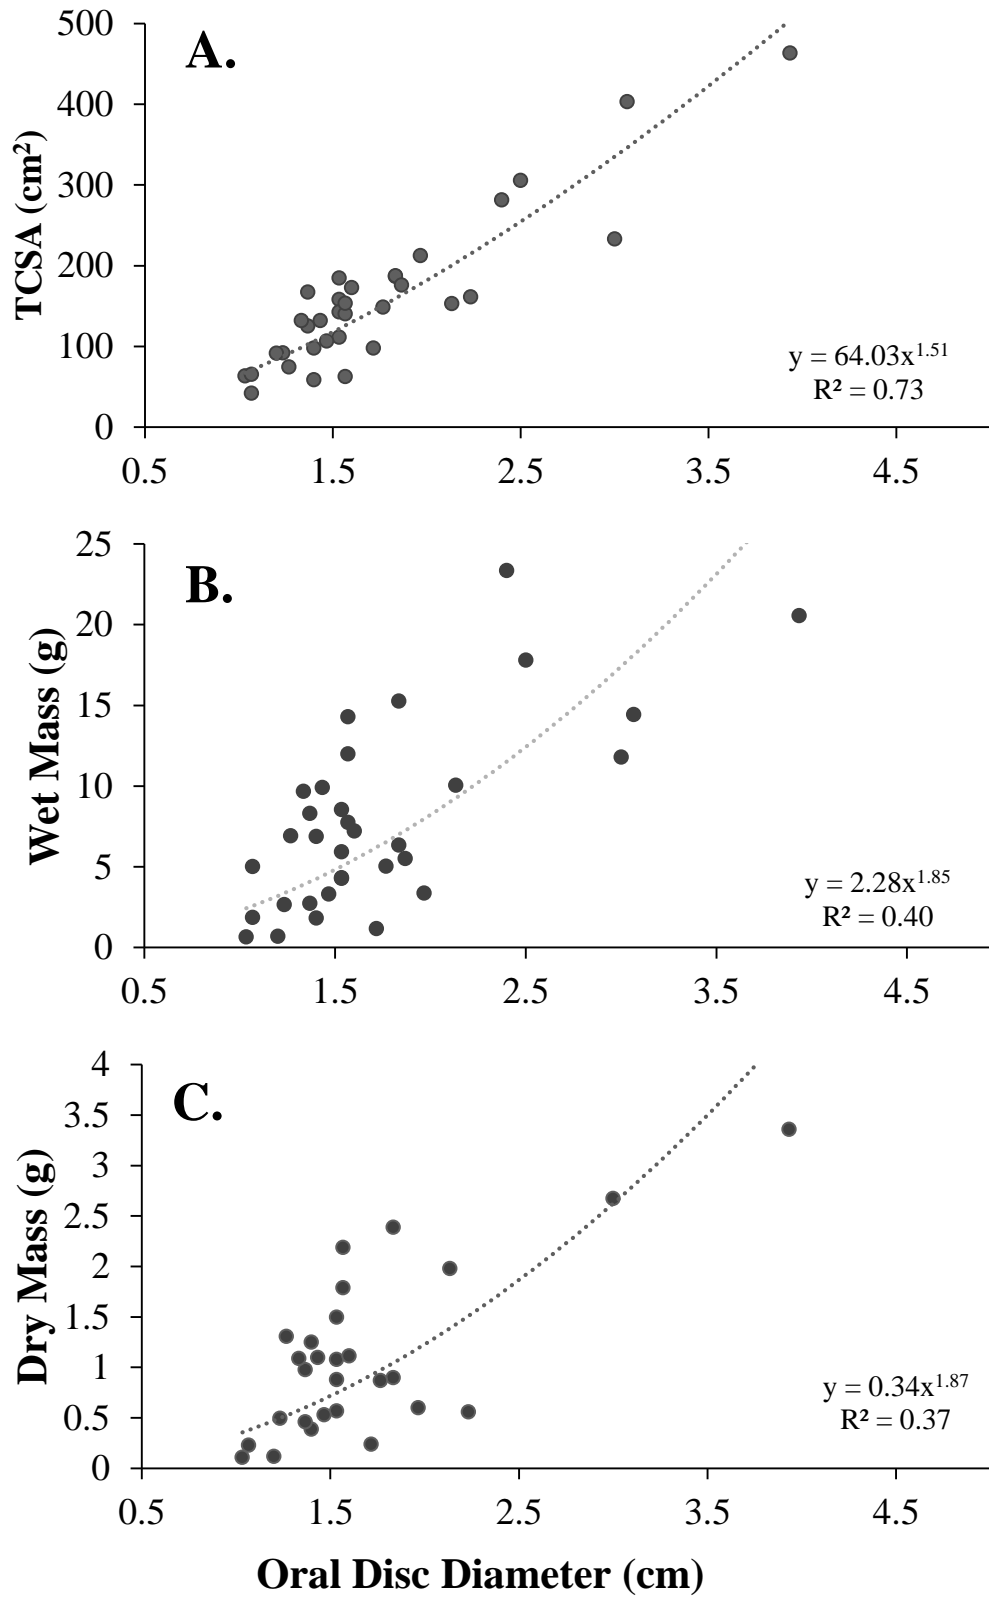 A.
TCSA (cm²)
500
400
300
200
100
0
y = 64.03x^1.51
R² = 0.73
0.5 1.5 2.5 3.5 4.5
B.
Wet Mass (g)
25
20
15
10
5
0
y = 2.28x^1.85
R² = 0.40
0.5 1.5 2.5 3.5 4.5
C.
Dry Mass (g)
4
3.5
3
2.5
2
1.5
1
0.5
0
y = 0.34x^1.87
R² = 0.37
0.5 1.5 2.5 3.5 4.5
Oral Disc Diameter (cm)